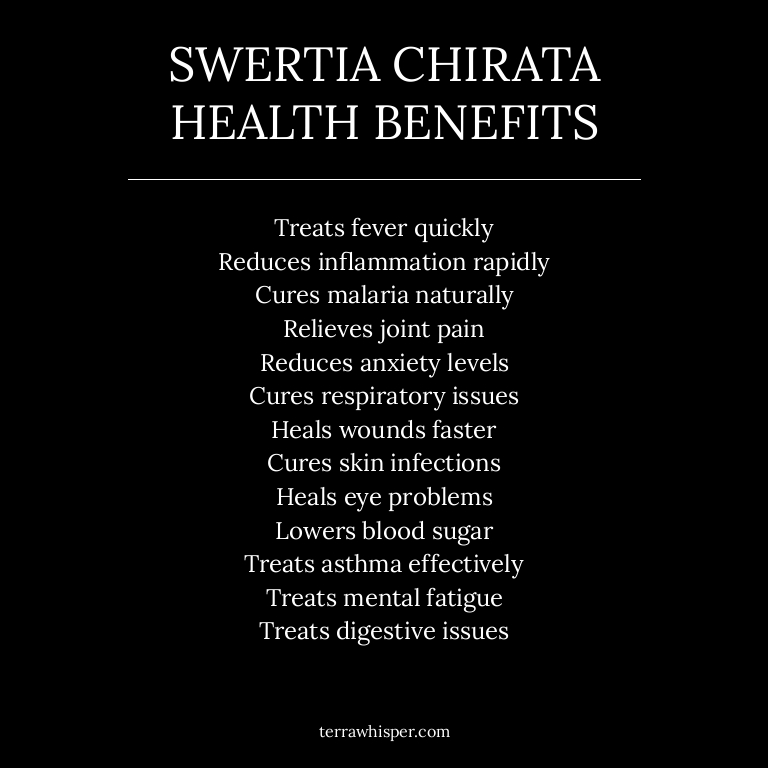 SWERTIA CHIRATA
HEALTH BENEFITS
Treats fever quickly
Reduces inflammation rapidly
Cures malaria naturally
Relieves joint pain
Reduces anxiety levels
Cures respiratory issues
Heals wounds faster
Cures skin infections
Heals eye problems
Lowers blood sugar
Treats asthma effectively
Treats mental fatigue
Treats digestive issues
terrawhisper.com